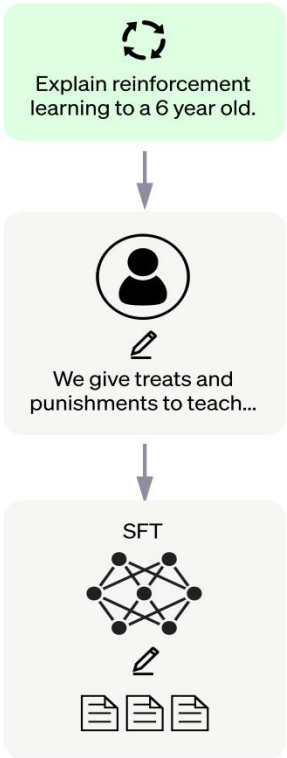 Explain reinforcement
learning to a 6 year old.
We give treats and
punishments to teach...
SFT